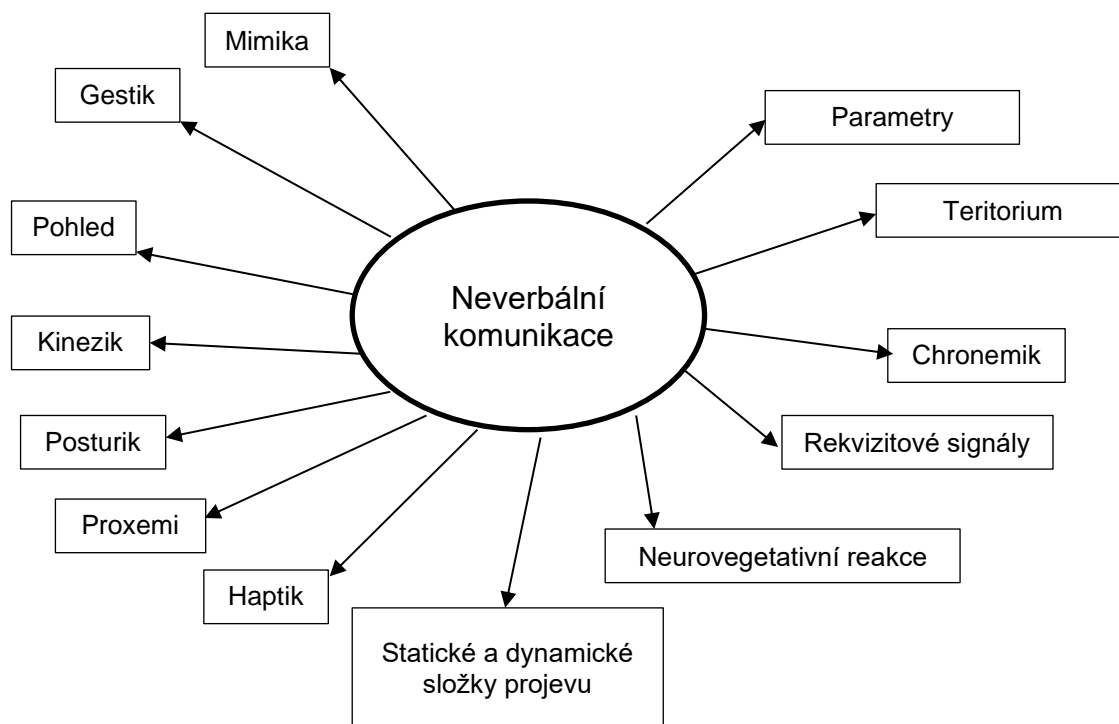 Mimika
Gestik
Parametry
Teritorium
Pohled
Neverbální
komunikace
Kinezik
Chronemik
Posturik
Rekvizitové signály
Proxemi
Neurovegetativní reakce
Haptik
Statické a dynamické
složky projevu